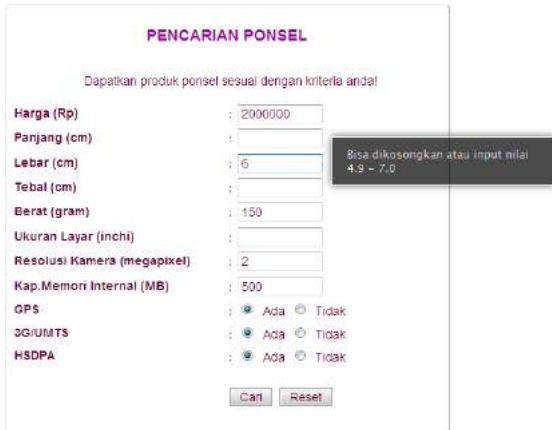 PENCARIAN PONSEL
Dapatkan produk ponsel sesuai dengan kriteria anda!
Harga (Rp) : 2000000
Panjang (cm) :
Lebar (cm) : 6
Bisa dikosongkan atau input nilai
4.9 - 7.0
Tebal (cm) :
Berat (gram) : 150
Ukuran Layar (inchi) :
Resolusi Kamera (megapixel) : 2
Kap.Memori Internal (MB) : 500
GPS : Ada Tidak
3G/UMTS : Ada Tidak
HSDPA : Ada Tidak
Cari Reset